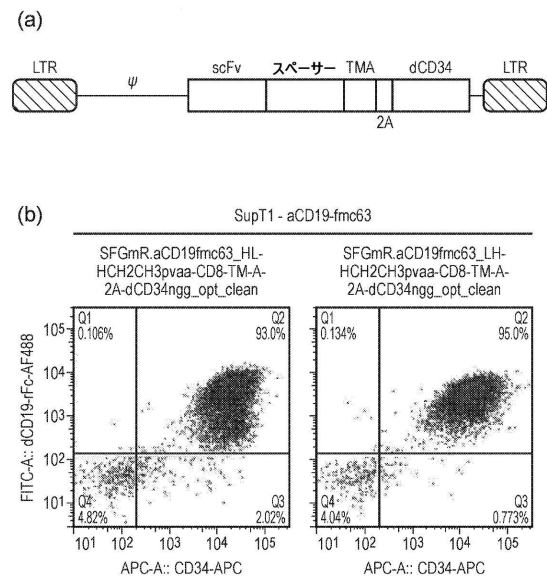 (a)
LTR
ψ
scFv
スペーサー
TMA
dCD34
LTR
2A
(b)
SupT1 - aCD19-fmc63
SFGmR.aCD19fmc63_HL-
HCH2CH3pvaa-CD8-TM-A-
2A-dCD34ngg_opt_clean
SFGmR.aCD19fmc63_LH-
HCH2CH3pvaa-CD8-TM-A-
2A-dCD34ngg_opt_clean
FITC-A:: dCD19-rFc-AF488
10⁵
10⁴
10³
10²
10¹
Q1
0.106%
Q2
93.0%
Q4
4.82%
Q3
2.02%
10¹ 10² 10³ 10⁴ 10⁵
APC-A:: CD34-APC
Q1
0.134%
Q2
95.0%
Q4
4.04%
Q3
0.773%
10¹ 10² 10³ 10⁴ 10⁵
APC-A:: CD34-APC